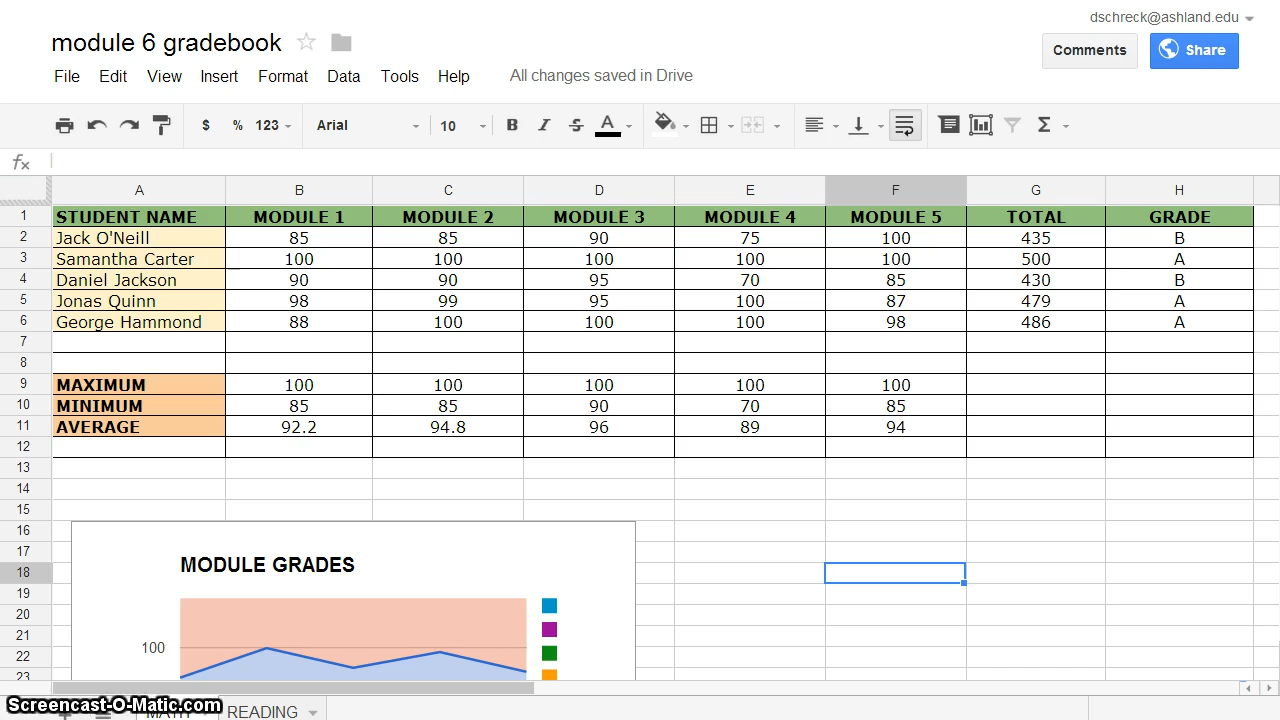 dschreck@ashland.edu
module 6 gradebook
Comments
Share
File Edit View Insert Format Data Tools Help All changes saved in Drive
$ % 123 Arial 10 B I S A Σ
fx
A B C D E F G H
1 STUDENT NAME MODULE 1 MODULE 2 MODULE 3 MODULE 4 MODULE 5 TOTAL GRADE
2 Jack O'Neill 85 85 90 75 100 435 B
3 Samantha Carter 100 100 100 100 100 500 A
4 Daniel Jackson 90 90 95 70 85 430 B
5 Jonas Quinn 98 99 95 100 87 479 A
6 George Hammond 88 100 100 100 98 486 A
7
8
9 MAXIMUM 100 100 100 100 100
10 MINIMUM 85 85 90 70 85
11 AVERAGE 92.2 94.8 96 89 94
12
13
14
15
16
17
18
19
20
21
22
23
MODULE GRADES
100
Screencast-O-Matic.com
MATH READING